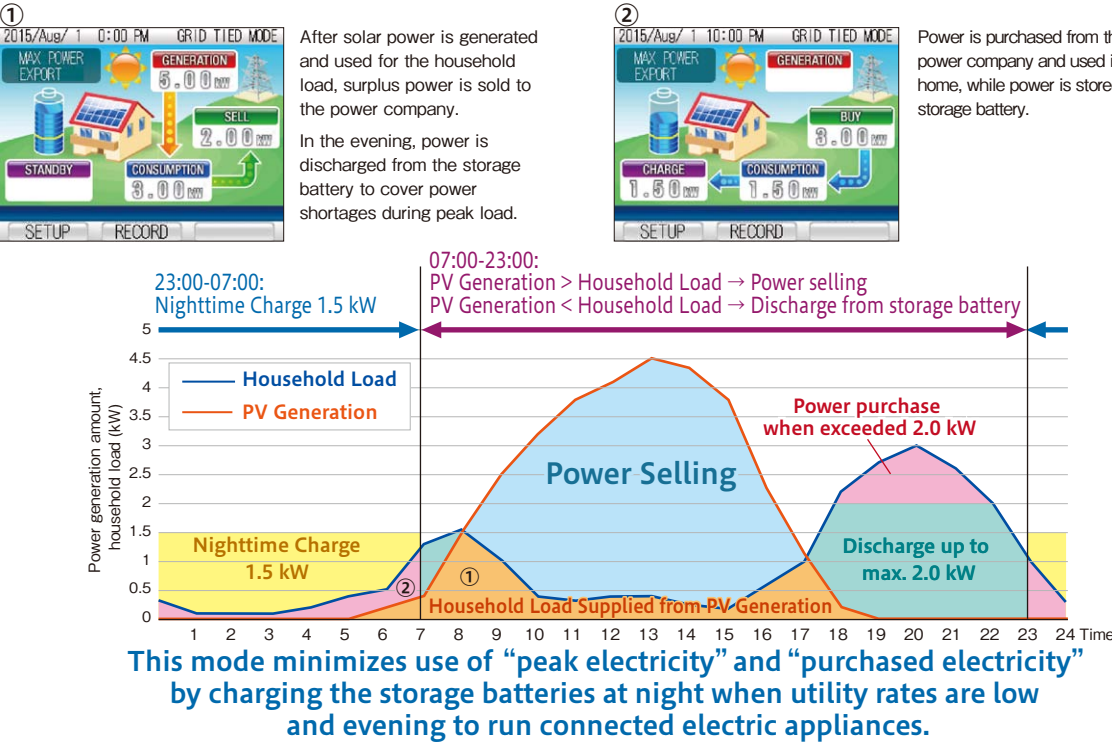 ①
2015/Aug/ 1 0:00 PM GRID TIED MODE
MAX POWER
EXPORT
GENERATION
5.00 kW
SELL
2.00 kW
STANDBY
CONSUMPTION
3.00 kW
SETUP RECORD
After solar power is generated
and used for the household
load, surplus power is sold to
the power company.
In the evening, power is
discharged from the storage
battery to cover power
shortages during peak load.
②
2015/Aug/ 1 10:00 PM GRID TIED MODE
MAX POWER
EXPORT
GENERATION
BUY
3.00 kW
CHARGE
1.50 kW
CONSUMPTION
1.50 kW
SETUP RECORD
Power is purchased from
power company and used
home, while power is
storage battery.
23:00-07:00:
Nighttime Charge 1.5 kW
07:00-23:00:
PV Generation > Household Load → Power selling
PV Generation < Household Load → Discharge from storage battery
Power generation amount,
household load (kW)
5
4.5
4
3.5
3
2.5
2
1.5
1
0.5
0
Household Load
PV Generation
Power purchase
when exceeded 2.0 kW
Power Selling
Nighttime Charge
1.5 kW
Discharge up to
max. 2.0 kW
② ①
Household Load Supplied from PV Generation
1 2 3 4 5 6 7 8 9 10 11 12 13 14 15 16 17 18 19 20 21 22 23 24 Time
This mode minimizes use of “peak electricity” and “purchased electricity”
by charging the storage batteries at night when utility rates are low
and evening to run connected electric appliances.